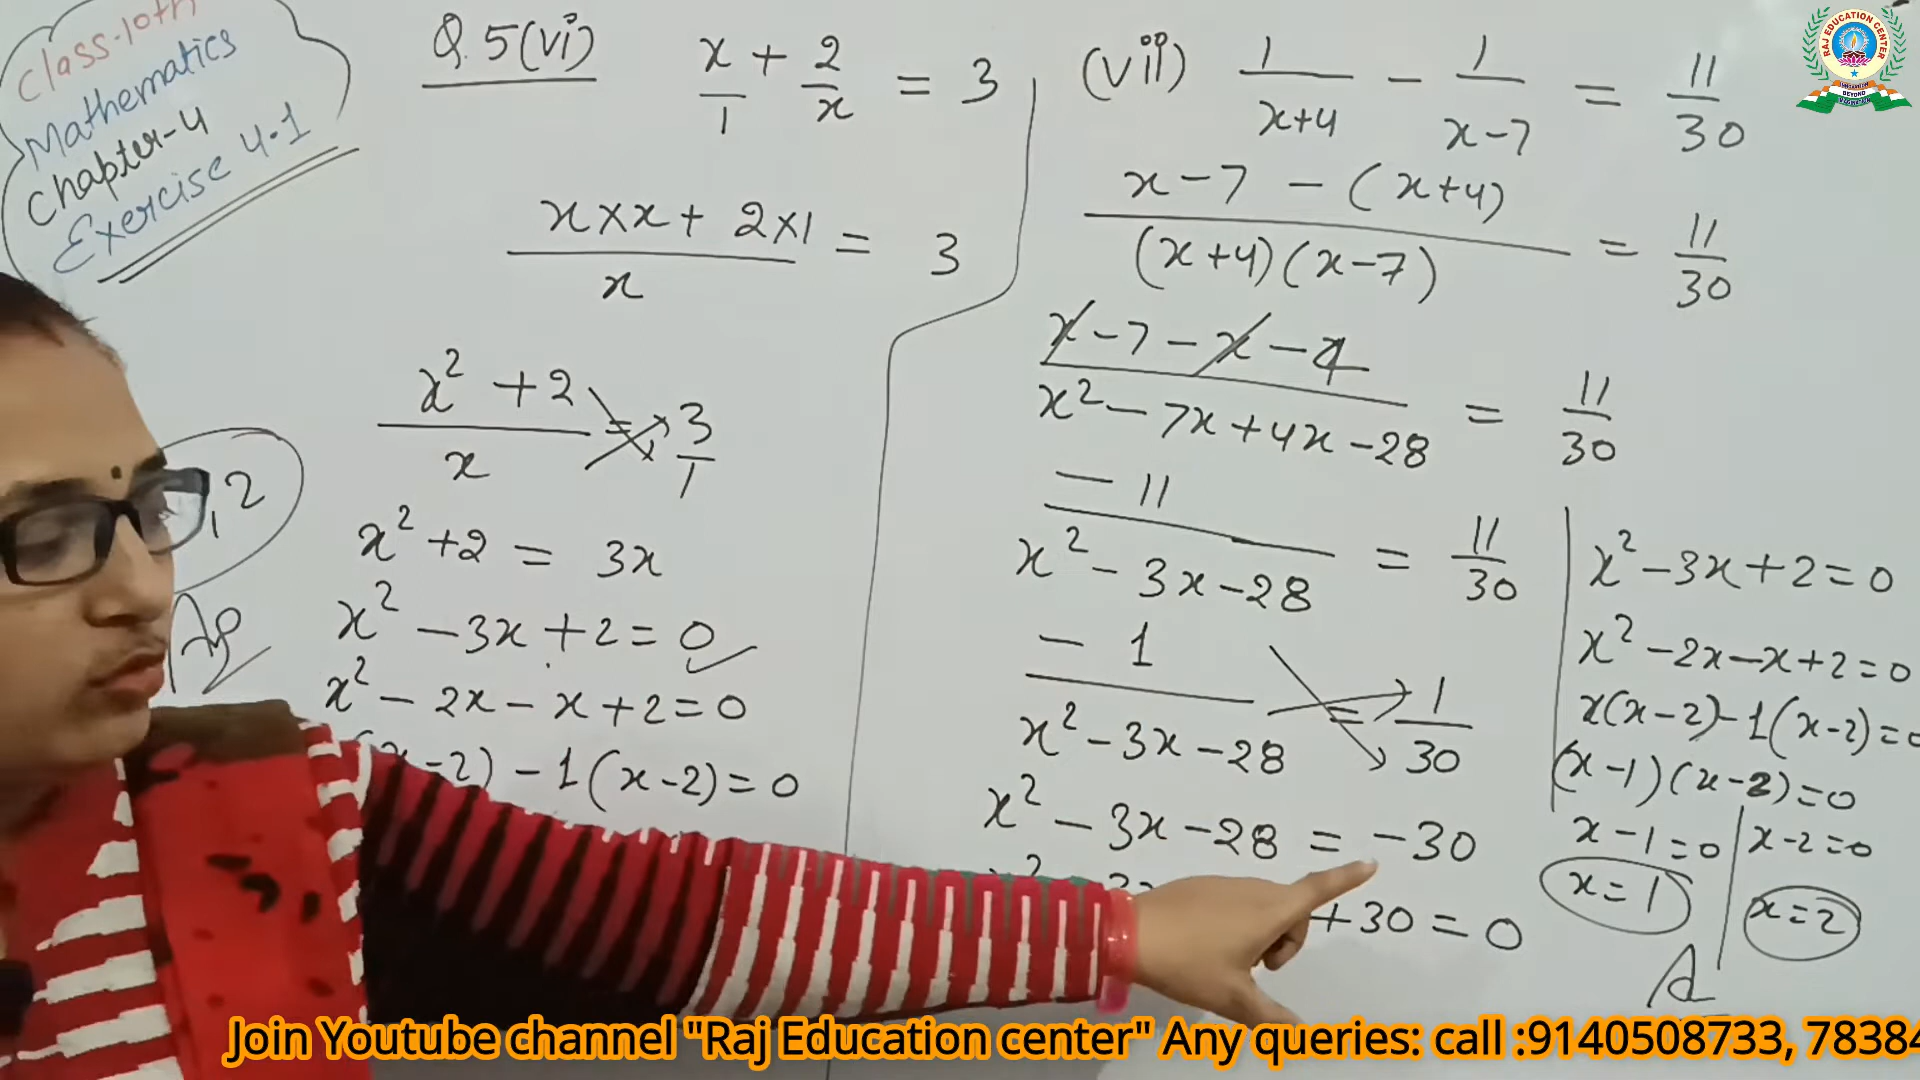 Class-10th
Mathematics
Chapter-4
Exercise 4.1
Q.5(vi) x/1 + 2/x = 3
x×x + 2×1 / x = 3
x² + 2 / x = 3/1
x² + 2 = 3x
x² - 3x + 2 = 0
x² - 2x - x + 2 = 0
-2) - 1(x-2) = 0
, 2
(vii) 1/x+4 - 1/x-7 = 11/30
x-7 - (x+4) / (x+4)(x-7) = 11/30
x-7-x-4 / x²-7x+4x-28 = 11/30
-11 / x²-3x-28 = 11/30
-1 / x²-3x-28 = 1/30
x²-3x-28 = -30
+30 = 0
x²-3x+2=0
x²-2x-x+2=0
x(x-2)-1(x-2)=0
(x-1)(x-2)=0
x-1=0 x-2=0
x=1 x=2
RAJ EDUCATION CENTER
Join Youtube channel "Raj Education center" Any queries: call :9140508733, 78384